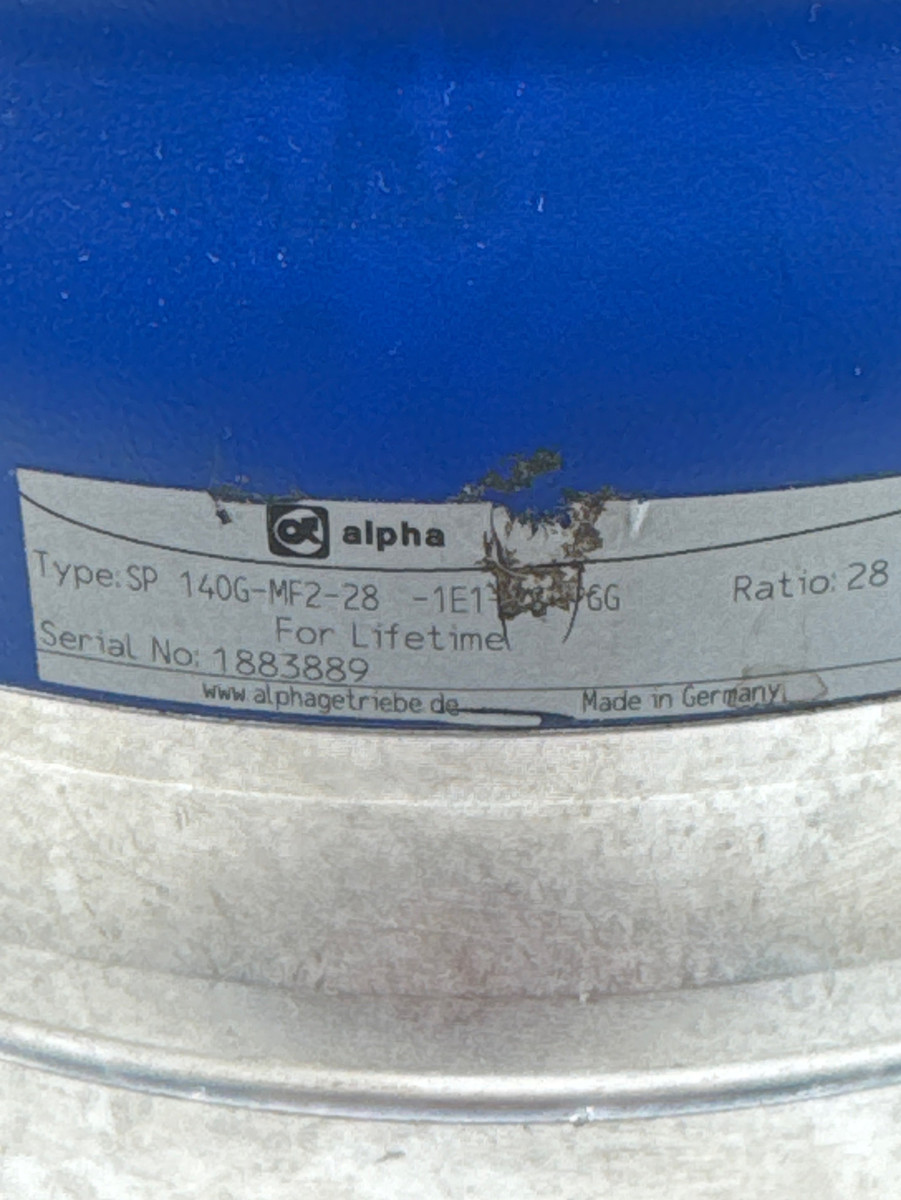 alpha
Type: SP 140G-MF2-28 -1E1 Ratio: 28
For Lifetime
Serial No: 1883889
www.alphagetriebe.de Made in Germany